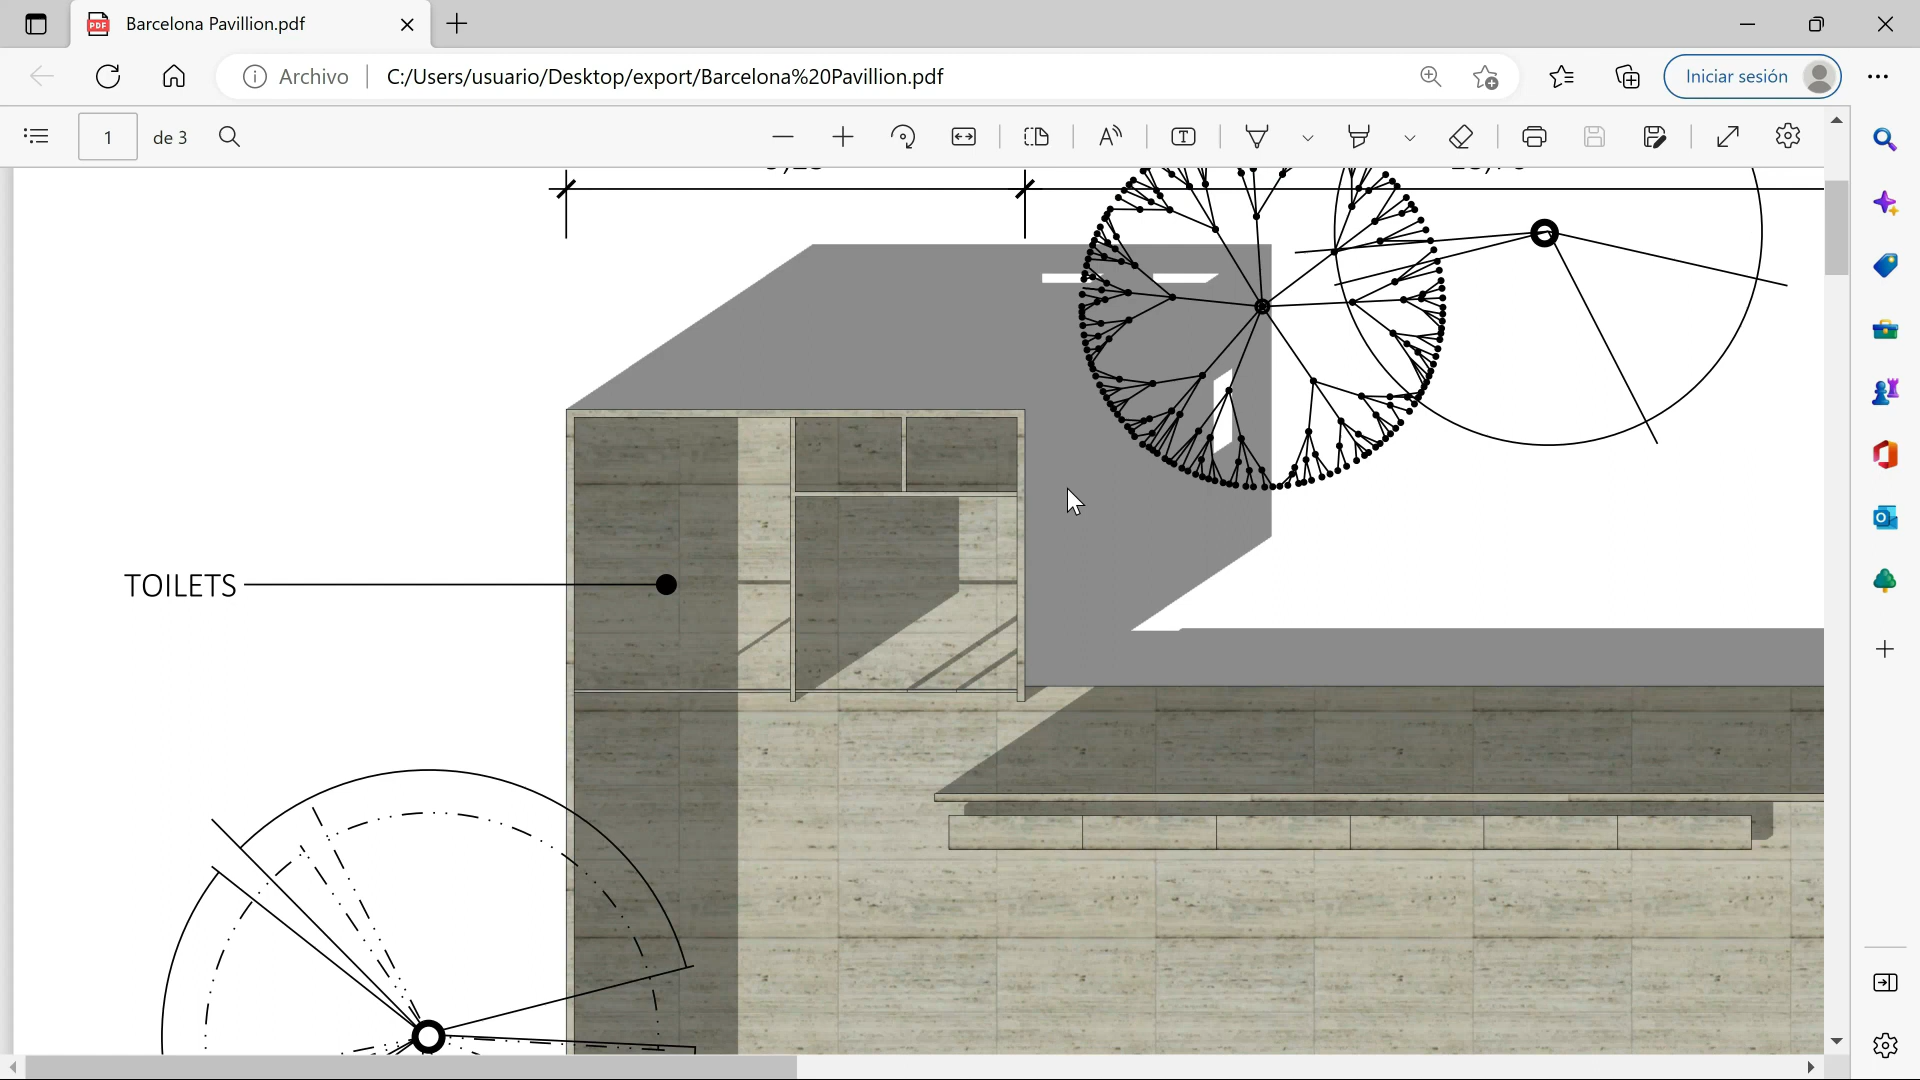 Barcelona Pavillion.pdf
Archivo
C:/Users/usuario/Desktop/export/Barcelona%20Pavillion.pdf
Iniciar sesión
1
de 3
TOILETS